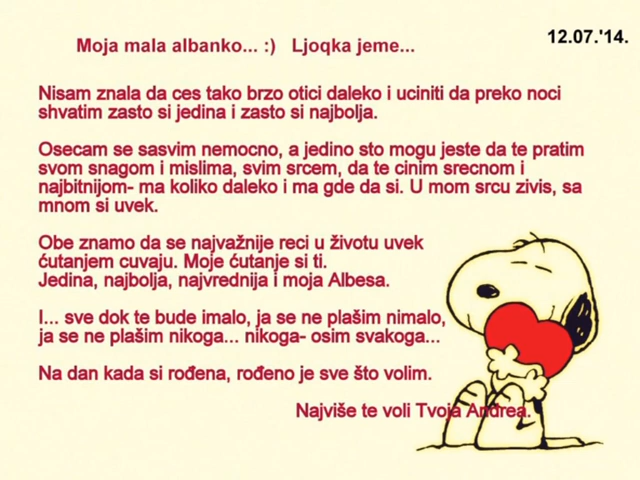 12.07.'14.
Moja mala albanko... :) Ljoqka jeme...
Nisam znala da ces tako brzo otici daleko i uciniti da preko noci
shvatim zasto si jedina i zasto si najbolja.
Osecam se sasvim nemocno, a jedino sto mogu jeste da te pratim
svom snagom i mislima, svim srcem, da te cinim srecnom i
najbitnijom- ma koliko daleko i ma gde da si. U mom srcu zivis, sa
mnom si uvek.
Obe znamo da se najvažnije reci u životu uvek
ćutanjem cuvaju. Moje ćutanje si ti.
Jedina, najbolja, najvrednija i moja Albesa.
I... sve dok te bude imalo, ja se ne plašim nimalo,
ja se ne plašim nikoga... nikoga- osim svakoga...
Na dan kada si rođena, rođeno je sve što volim.
Najviše te voli Tvoja Andrea.